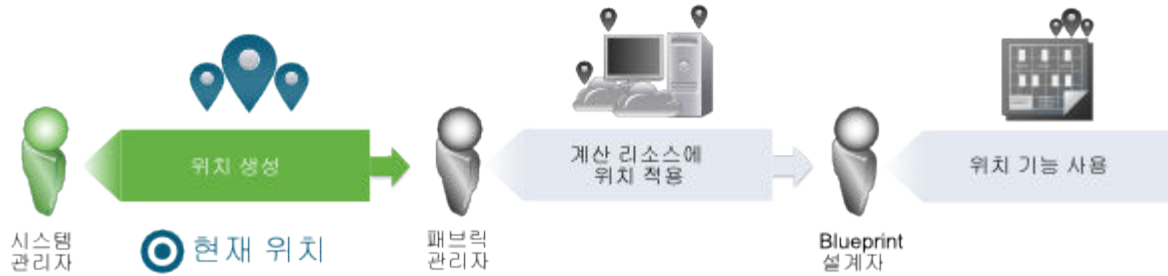 위치 생성
계산 리소스에
위치 적용
위치 기능 사용
시스템
관리자
현재 위치
패브릭
관리자
Blueprint
설계자